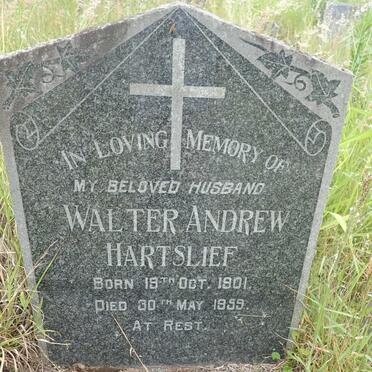 IN LOVING MEMORY OF
MY BELOVED HUSBAND
WALTER ANDREW
HARTSLIEF
BORN 19TH OCT. 1901.
DIED 30TH MAY 1959.
AT REST.